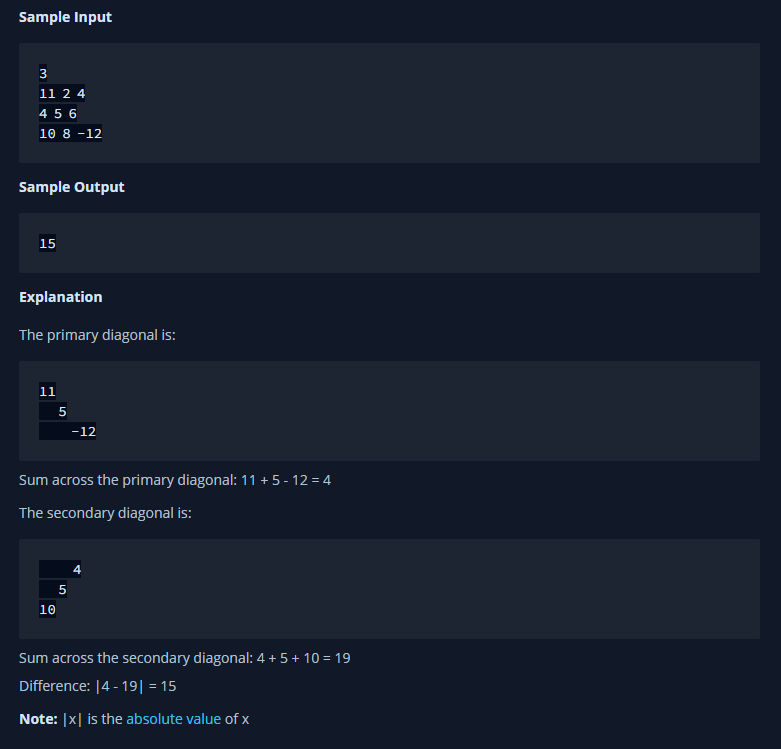 Sample Input
3
11 2 4
4 5 6
10 8 -12
Sample Output
15
Explanation
The primary diagonal is:
11
5
-12
Sum across the primary diagonal: 11 + 5 - 12 = 4
The secondary diagonal is:
4
5
10
Sum across the secondary diagonal: 4 + 5 + 10 = 19
Difference: |4 - 19| = 15
Note: |x| is the absolute value of x